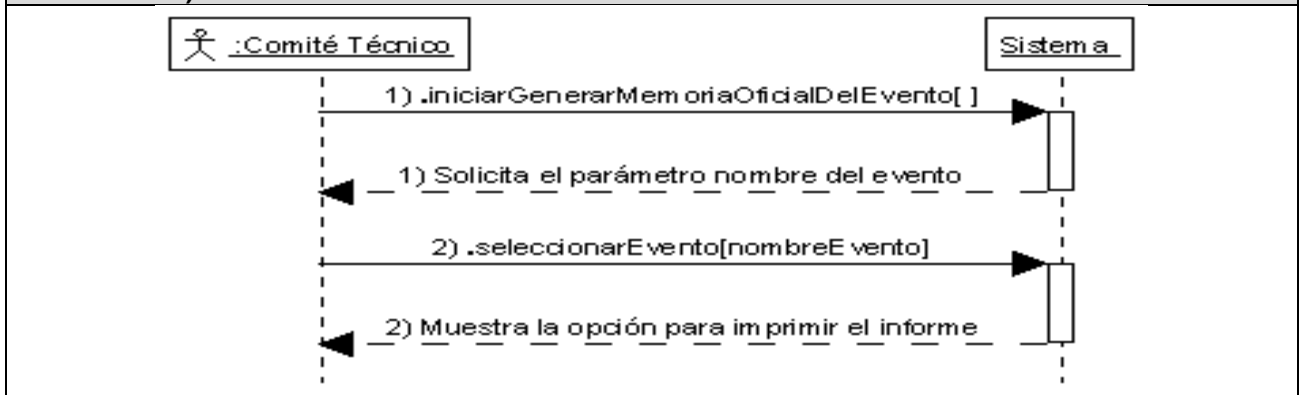 :Comité Técnico
Sistema
1) .iniciarGenerarMemoriaOficialDelEvento[ ]
1) Solicita el parámetro nombre del evento
2) .seleccionarEvento[nombreEvento]
2) Muestra la opción para imprimir el informe